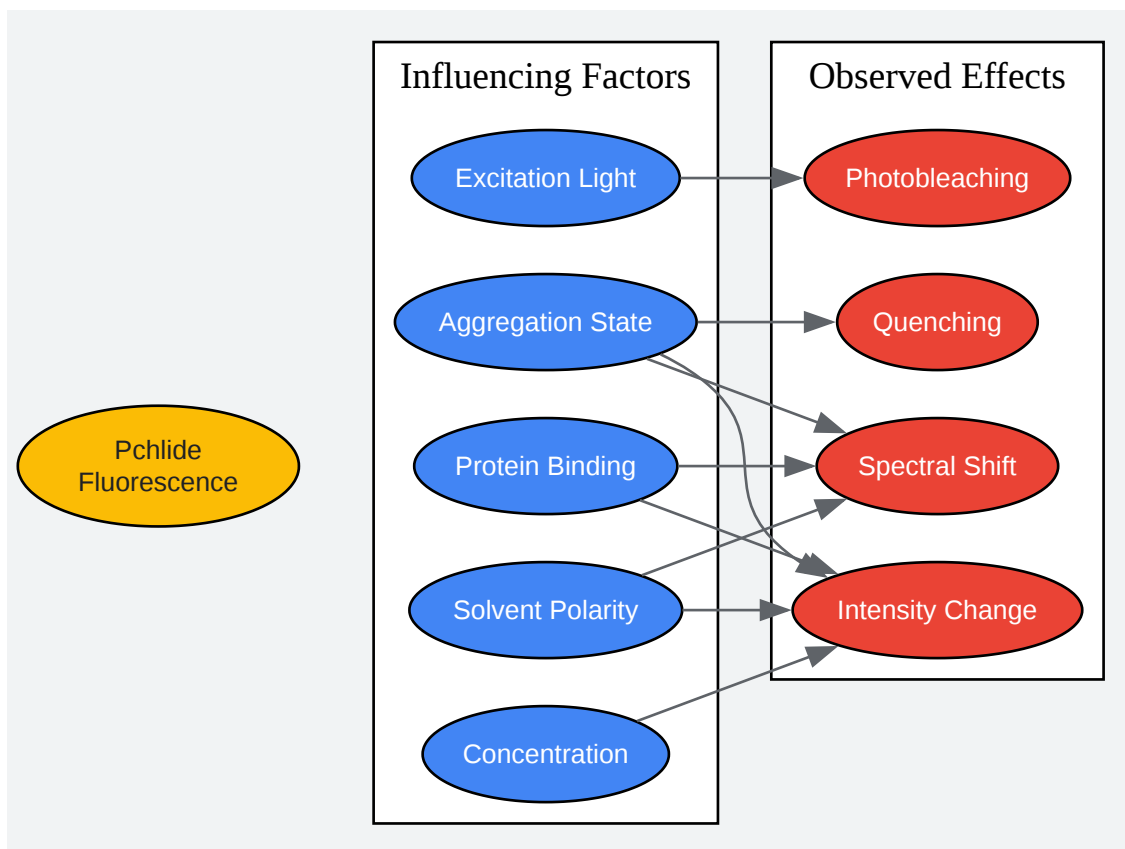 Pchlide
Fluorescence
Influencing Factors
Excitation Light
Aggregation State
Protein Binding
Solvent Polarity
Concentration
Observed Effects
Photobleaching
Quenching
Spectral Shift
Intensity Change